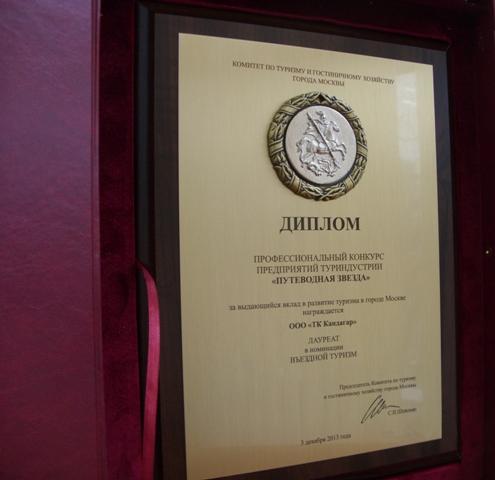 КОМИТЕТ ПО ТУРИЗМУ И ГОСТИНИЧНОМУ ХОЗЯЙСТВУ
ГОРОДА МОСКВЫ
ДИПЛОМ
ПРОФЕССИОНАЛЬНЫЙ КОНКУРС
ПРЕДПРИЯТИЙ ТУРИНДУСТРИИ
«ПУТЕВОДНАЯ ЗВЕЗДА»
за выдающийся вклад в развитие туризма в городе Москве
награждается
ООО «ТК Кандагар»
ЛАУРЕАТ
в номинации
ВЪЕЗДНОЙ ТУРИЗМ
Председатель Комитета по туризму
и гостиничному хозяйству города Москвы
С.П. Шпилько
3 декабря 2013 года